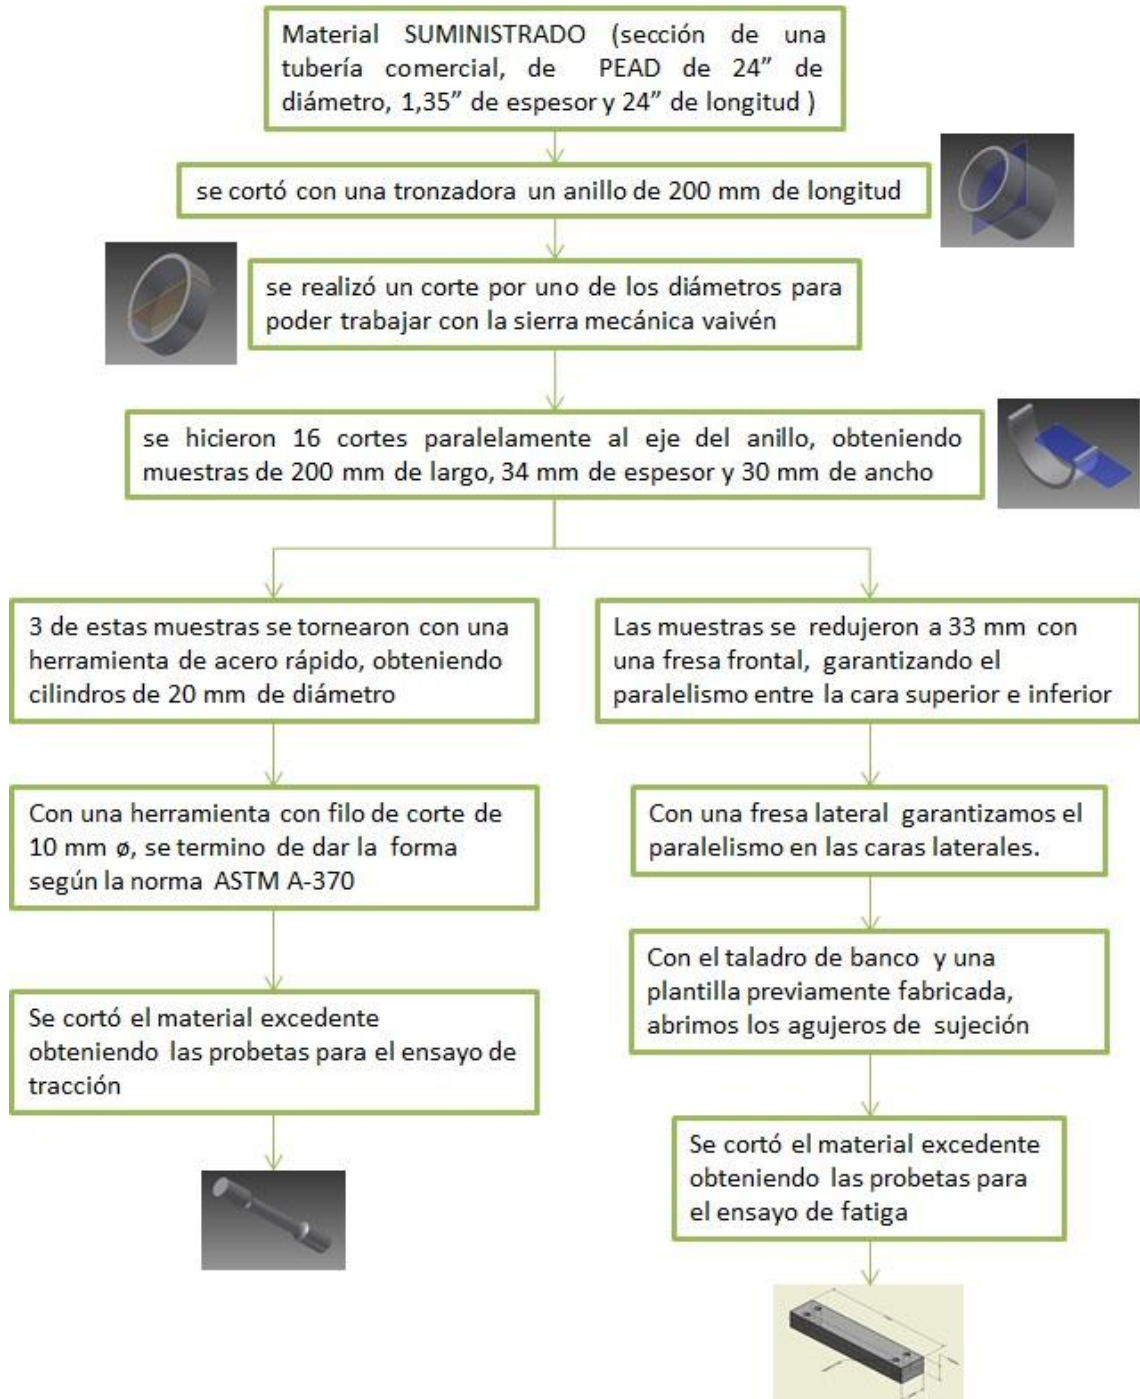 Material SUMINISTRADO (sección de una
tubería comercial, de PEAD de 24” de
diámetro, 1,35” de espesor y 24” de longitud )
se cortó con una tronzadora un anillo de 200 mm de longitud
se realizó un corte por uno de los diámetros para
poder trabajar con la sierra mecánica vaivén
se hicieron 16 cortes paralelamente al eje del anillo, obteniendo
muestras de 200 mm de largo, 34 mm de espesor y 30 mm de ancho
3 de estas muestras se tornearon con una
herramienta de acero rápido, obteniendo
cilindros de 20 mm de diámetro
Con una herramienta con filo de corte de
10 mm ø, se termino de dar la forma
según la norma ASTM A-370
Se cortó el material excedente
obteniendo las probetas para el ensayo de
tracción
Las muestras se redujeron a 33 mm con
una fresa frontal, garantizando el
paralelismo entre la cara superior e inferior
Con una fresa lateral garantizamos el
paralelismo en las caras laterales.
Con el taladro de banco y una
plantilla previamente fabricada,
abrimos los agujeros de sujeción
Se cortó el material excedente
obteniendo las probetas para
el ensayo de fatiga